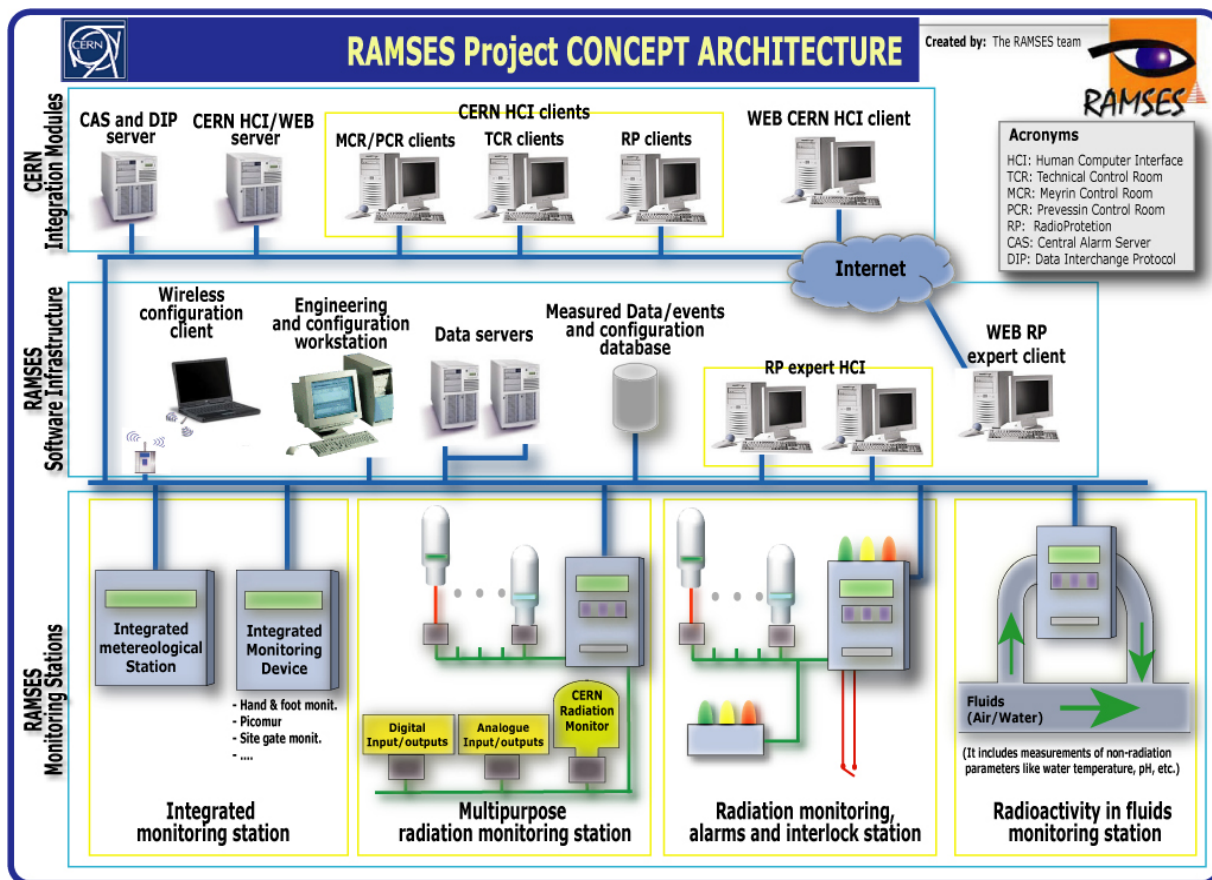 CERN
RAMSES Project CONCEPT ARCHITECTURE
Created by: The RAMSES team
RAMSES
Acronyms
HCI: Human Computer Interface
TCR: Technical Control Room
MCR: Meyrin Control Room
PCR: Prevessin Control Room
RP: RadioProtetion
CAS: Central Alarm Server
DIP: Data Interchange Protocol
CERN
Integration Modules
CAS and DIP
server
CERN HCI/WEB
server
CERN HCI clients
MCR/PCR clients
TCR clients
RP clients
WEB CERN HCI client
Internet
RAMSES
Software Infrastructure
Wireless
configuration
client
Engineering
and configuration
workstation
Data servers
Measured Data/events
and configuration
database
RP expert HCI
WEB RP
expert client
RAMSES
Monitoring Stations
Integrated
metereological
Station
Integrated
Monitoring
Device
- Hand & foot monit.
- Picomur
- Site gate monit.
- ....
Integrated
monitoring station
Digital
Input/outputs
Analogue
Input/outputs
CERN
Radiation
Monitor
Multipurpose
radiation monitoring station
Radiation monitoring,
alarms and interlock station
Fluids
(Air/Water)
(It includes measurements of non-radiation
parameters like water temperature, pH, etc.)
Radioactivity in fluids
monitoring station